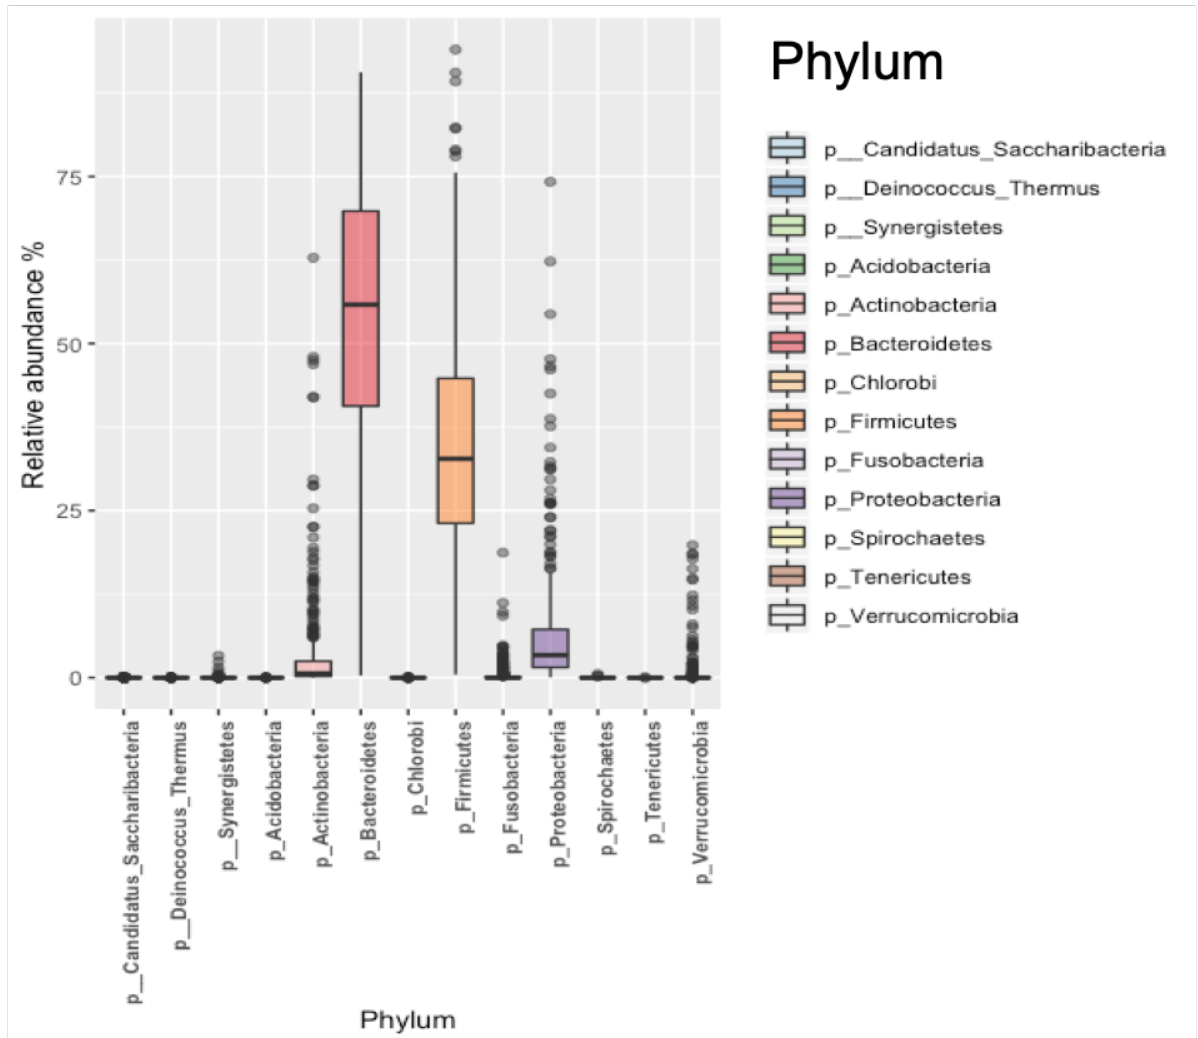 Phylum
Relative abundance %
75
50
25
0
p__Candidatus_Saccharibacteria
p__Deinococcus_Thermus
p__Synergistetes
p_Acidobacteria
p_Actinobacteria
p_Bacteroidetes
p_Chlorobi
p_Firmicutes
p_Fusobacteria
p_Proteobacteria
p_Spirochaetes
p_Tenericutes
p_Verrucomicrobia
p__Candidatus_Saccharibacteria
p__Deinococcus_Thermus
p__Synergistetes
p_Acidobacteria
p_Actinobacteria
p_Bacteroidetes
p_Chlorobi
p_Firmicutes
p_Fusobacteria
p_Proteobacteria
p_Spirochaetes
p_Tenericutes
p_Verrucomicrobia
Phylum